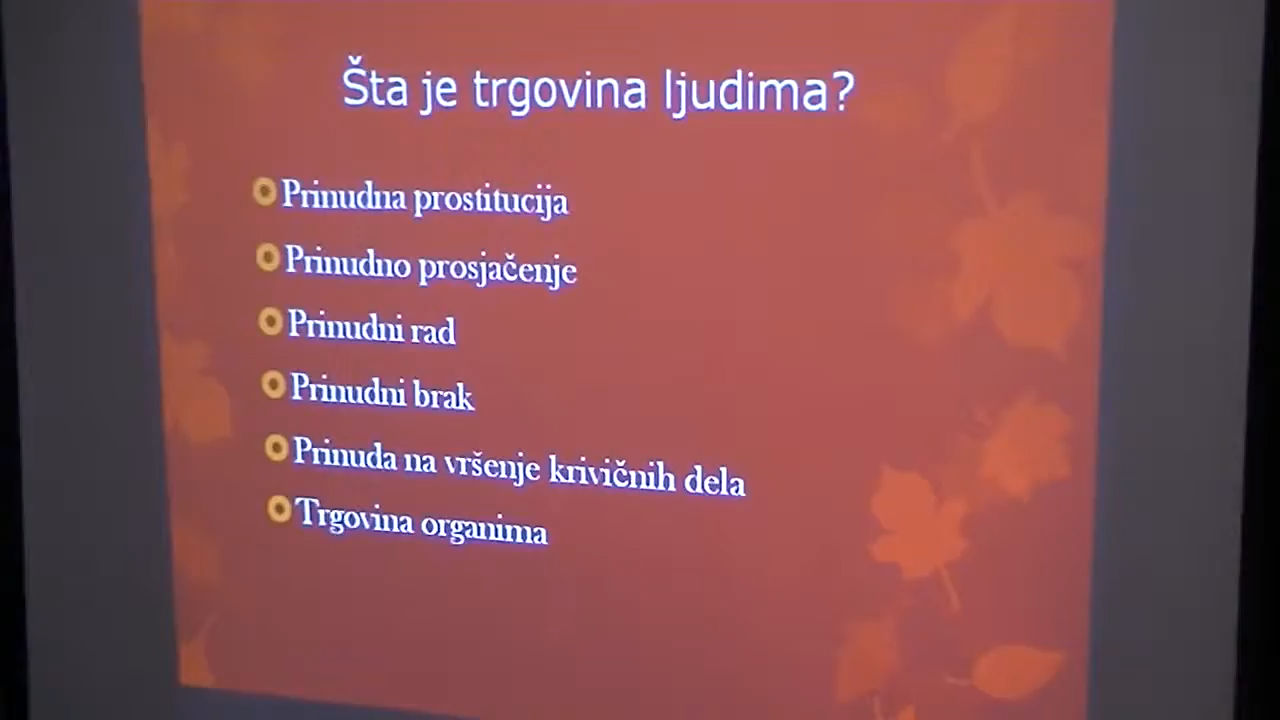 Šta je trgovina ljudima?
Prinudna prostitucija
Prinudno prosjačenje
Prinudni rad
Prinudni brak
Prinuda na vršenje krivičnih dela
Trgovina organima